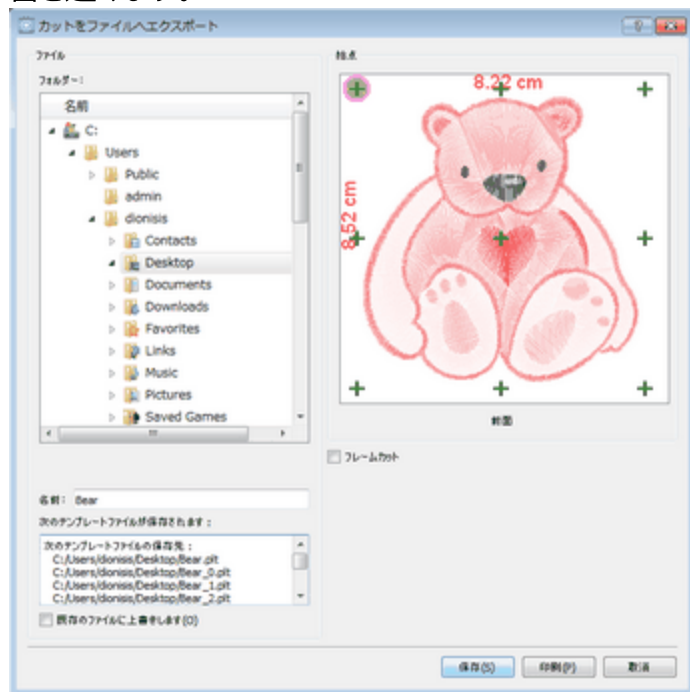 カットをファイルへエクスポート
ファイル
フォルダー:
名前
C:
Users
Public
admin
dionisis
Contacts
Desktop
Documents
Downloads
Favorites
Links
Music
Pictures
Saved Games
名前: Bear
次のテンプレートファイルが保存されます:
次のテンプレートファイルの保存先:
C:/Users/dionisis/Desktop/Bear.plt
C:/Users/dionisis/Desktop/Bear_0.plt
C:/Users/dionisis/Desktop/Bear_1.plt
C:/Users/dionisis/Desktop/Bear_2.plt
既存のファイルに上書きします(O)
始点
8.22 cm
8.52 cm
前面
フレームカット
保存(S)
印刷(P)
取消